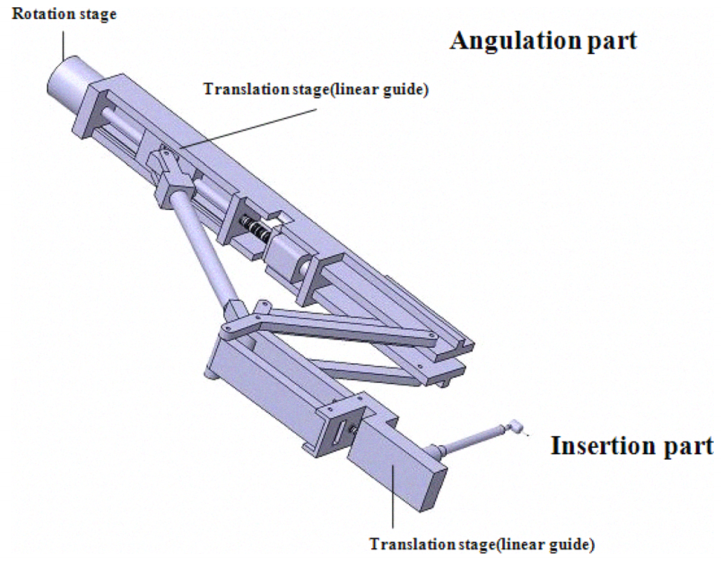 Rotation stage
Angulation part
Translation stage(linear guide)
Insertion part
Translation stage(linear guide)